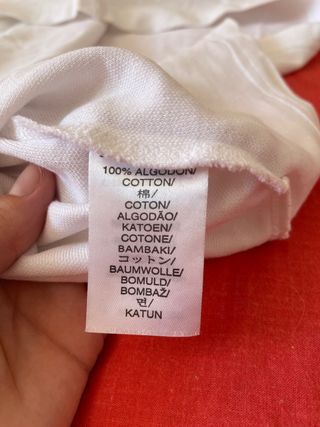 100% ALGODON/
COTTON/
棉/
COTON/
ALGODÃO/
KATOEN/
COTONE/
BAMBAKI/
コットン/
BAUMWOLLE/
BOMULD/
BOMBAŽ/
면/
KATUN